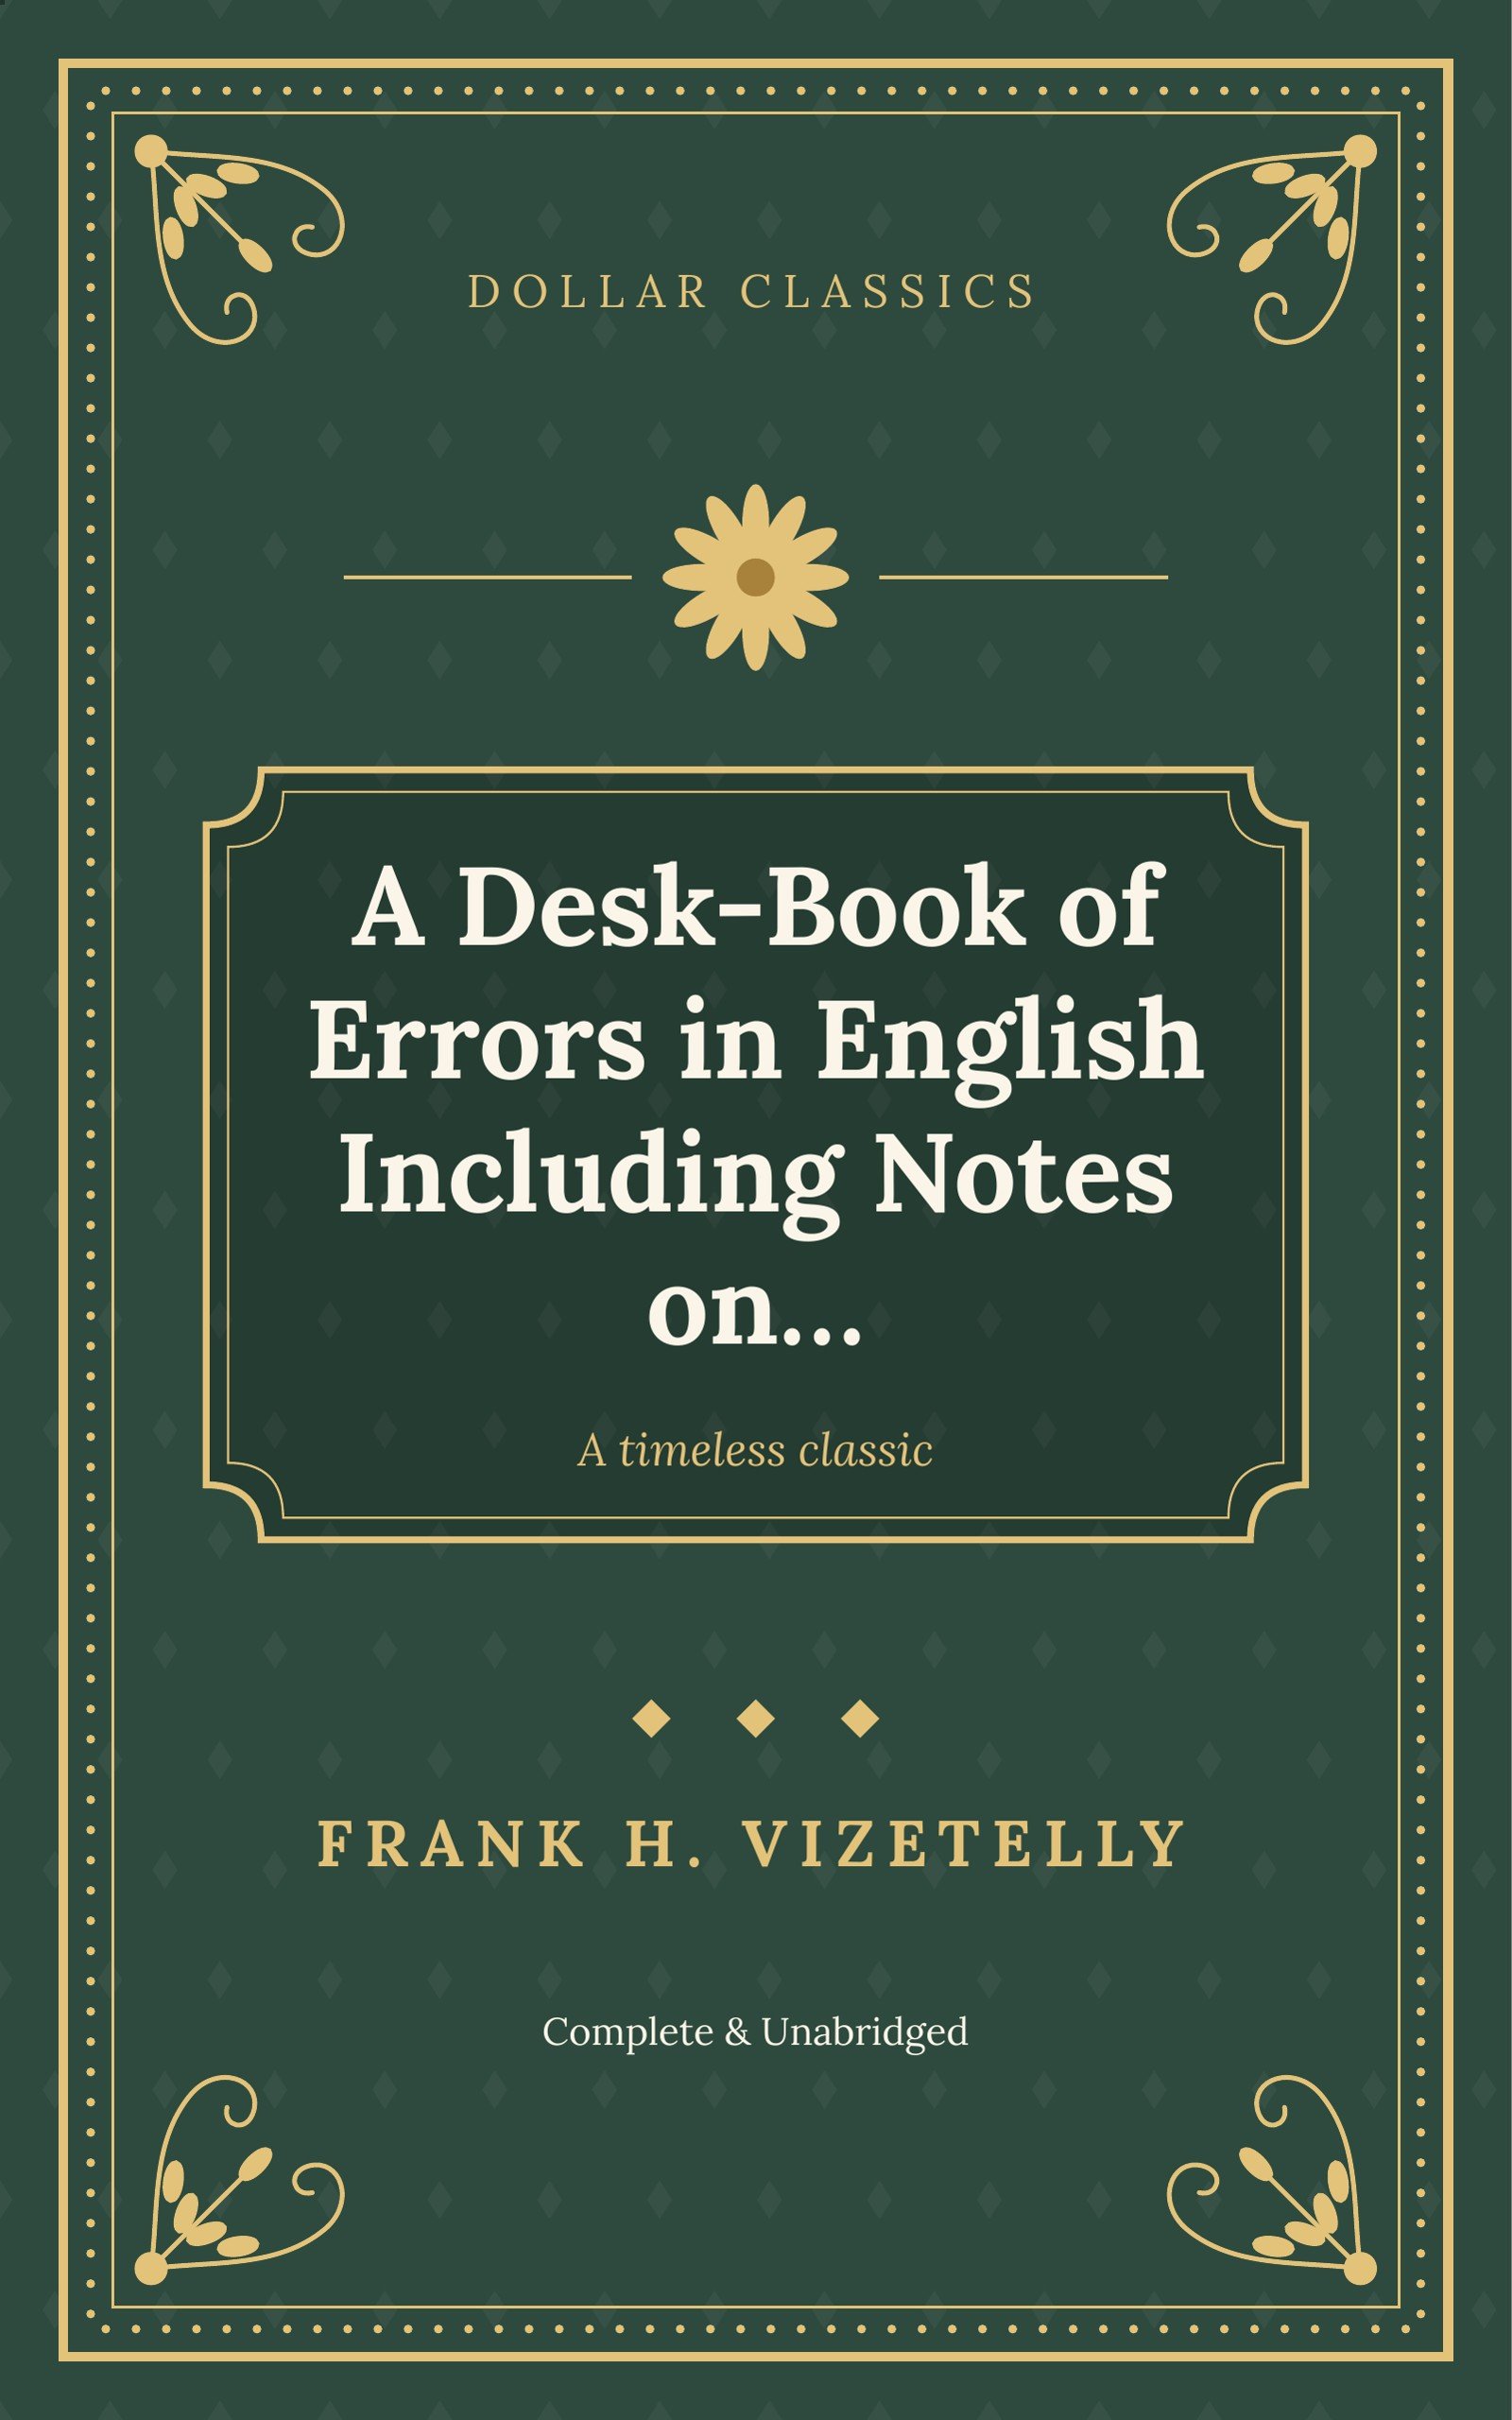 DOLLAR CLASSICS
A Desk-Book of
Errors in English
Including Notes
on...
A timeless classic
FRANK H. VIZETELLY
Complete & Unabridged